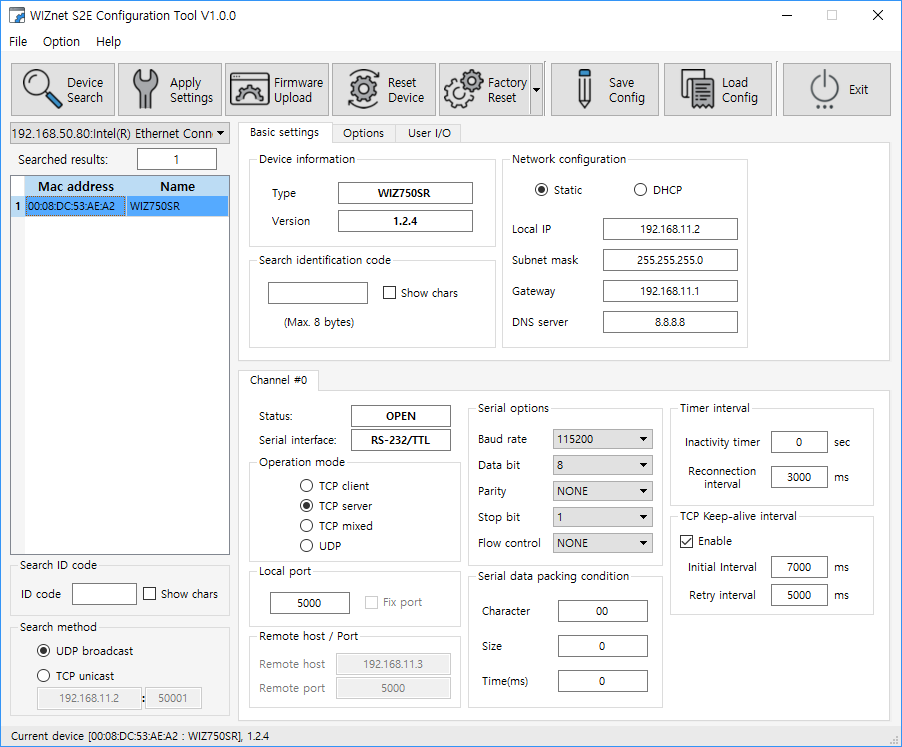 WIZnet S2E Configuration Tool V1.0.0
File Option Help
Device Search
Apply Settings
Firmware Upload
Reset Device
Factory Reset
Save Config
Load Config
Exit
192.168.50.80:Intel(R) Ethernet Conn
Searched results: 1
Mac address Name
1 00:08:DC:53:AE:A2 WIZ750SR
Search ID code
ID code Show chars
Search method
UDP broadcast
TCP unicast
192.168.11.2 : 50001
Basic settings Options User I/O
Device information
Type WIZ750SR
Version 1.2.4
Search identification code
Show chars
(Max. 8 bytes)
Network configuration
Static DHCP
Local IP 192.168.11.2
Subnet mask 255.255.255.0
Gateway 192.168.11.1
DNS server 8.8.8.8
Channel #0
Status: OPEN
Serial interface: RS-232/TTL
Operation mode
TCP client
TCP server
TCP mixed
UDP
Local port
5000 Fix port
Remote host / Port
Remote host 192.168.11.3
Remote port 5000
Serial options
Baud rate 115200
Data bit 8
Parity NONE
Stop bit 1
Flow control NONE
Serial data packing condition
Character 00
Size 0
Time(ms) 0
Timer interval
Inactivity timer 0 sec
Reconnection
interval 3000 ms
TCP Keep-alive interval
Enable
Initial Interval 7000 ms
Retry interval 5000 ms
Current device [00:08:DC:53:AE:A2 : WIZ750SR], 1.2.4